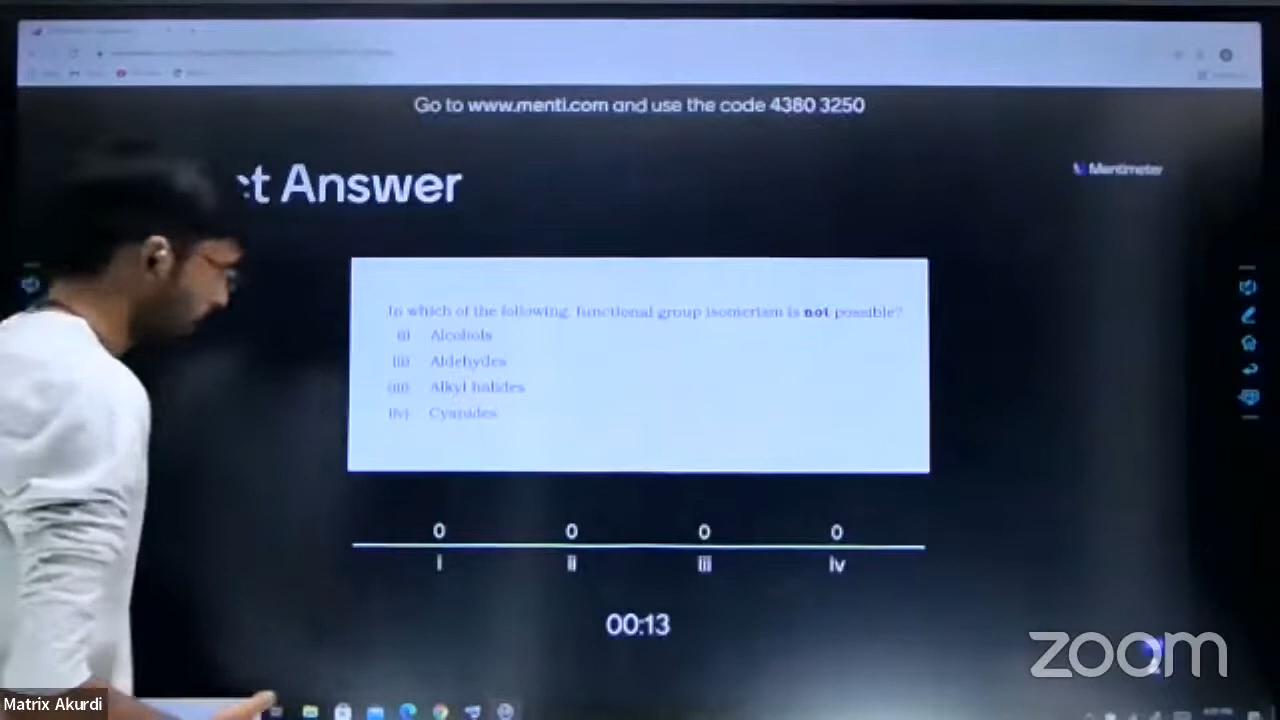 Go to www.menti.com and use the code 4380 3250
ct Answer
Mentimeter
In which of the following, functional group isomerism is not possible?
(i) Alcohols
(ii) Aldehydes
(iii) Alkyl halides
(iv) Cyanides
0 0 0 0
i ii iii iv
00:13
zoom
Matrix Akurdi